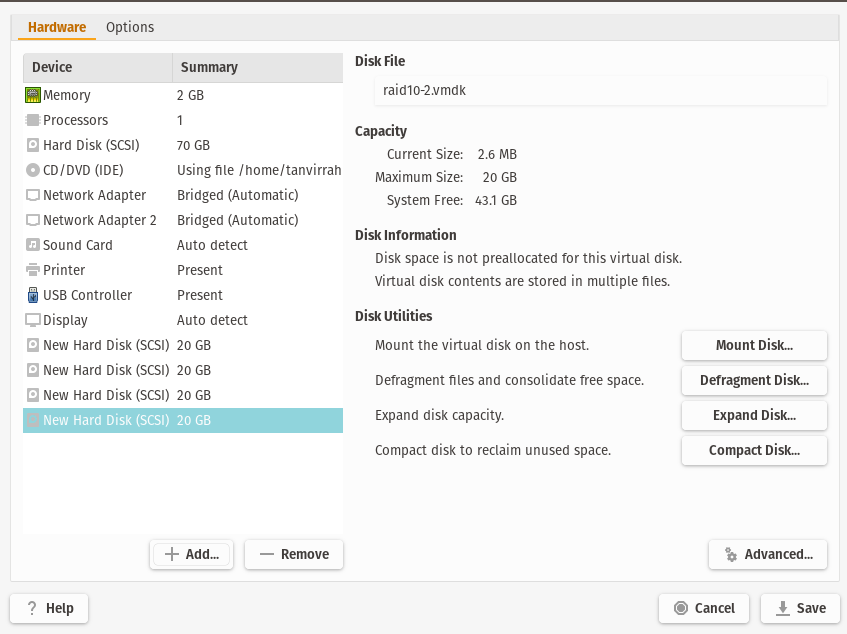 Hardware Options
Device Summary
Memory 2 GB
Processors 1
Hard Disk (SCSI) 70 GB
CD/DVD (IDE) Using file /home/tanvirrah
Network Adapter Bridged (Automatic)
Network Adapter 2 Bridged (Automatic)
Sound Card Auto detect
Printer Present
USB Controller Present
Display Auto detect
New Hard Disk (SCSI) 20 GB
New Hard Disk (SCSI) 20 GB
New Hard Disk (SCSI) 20 GB
New Hard Disk (SCSI) 20 GB
Add...
Remove
Disk File
raid10-2.vmdk
Capacity
Current Size: 2.6 MB
Maximum Size: 20 GB
System Free: 43.1 GB
Disk Information
Disk space is not preallocated for this virtual disk.
Virtual disk contents are stored in multiple files.
Disk Utilities
Mount the virtual disk on the host. Mount Disk...
Defragment files and consolidate free space. Defragment Disk...
Expand disk capacity. Expand Disk...
Compact disk to reclaim unused space. Compact Disk...
Advanced...
Help Cancel Save